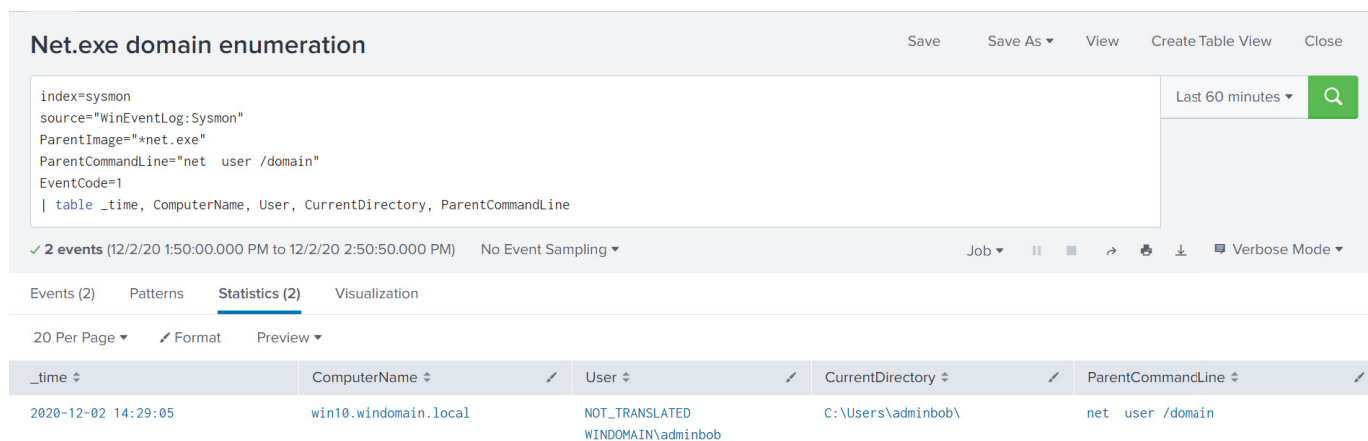 Net.exe domain enumeration
Save Save As View Create Table View Close
index=sysmon
source="WinEventLog:Sysmon"
ParentImage="*net.exe"
ParentCommandLine="net  user /domain"
EventCode=1
| table _time, ComputerName, User, CurrentDirectory, ParentCommandLine
Last 60 minutes
2 events (12/2/20 1:50:00.000 PM to 12/2/20 2:50:50.000 PM) No Event Sampling Job Verbose Mode
Events (2) Patterns Statistics (2) Visualization
20 Per Page Format Preview
_time ComputerName User CurrentDirectory ParentCommandLine
2020-12-02 14:29:05 win10.windomain.local NOT_TRANSLATED C:\Users\adminbob\ net  user /domain
WINDOMAIN\adminbob